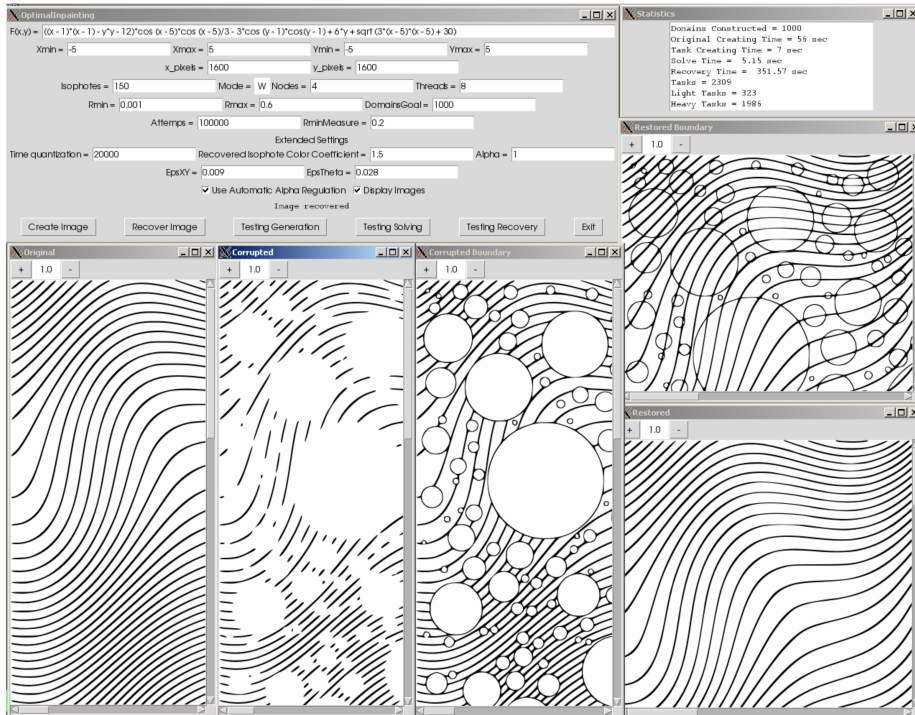 OptimalInpainting
F(x,y) = ((x - 1)*(x - 1) - y*y - 12)*cos (x - 5)*cos (x - 5)/3 - 3*cos (y - 1)*cos(y - 1) + 6*y + sqrt (3*(x - 5)*(x - 5) + 30)
Xmin = -5 Xmax = 5 Ymin = -5 Ymax = 5
x_pixels = 1600 y_pixels = 1600
Isophotes = 150 Mode = W Nodes = 4 Threads = 8
Rmin = 0.001 Rmax = 0.6 DomainsGoal = 1000
Attemps = 100000 RminMeasure = 0.2
Extended Settings
Time quantization = 20000 Recovered Isophote Color Coefficient = 1.5 Alpha = 1
EpsXY = 0.009 EpsTheta = 0.028
Use Automatic Alpha Regulation Display Images
Image recovered
Create Image Recover Image Testing Generation Testing Solving Testing Recovery Exit
Statistics
Domains Constructed = 1000
Original Creating Time = 56 sec
Task Creating Time = 7 sec
Solve Time = 5.15 sec
Recovery Time = 351.57 sec
Tasks = 2309
Light Tasks = 323
Heavy Tasks = 1986
Restored Boundary
+ 1.0 -
Original
+ 1.0 -
Corrupted
+ 1.0 -
Corrupted Boundary
+ 1.0 -
Restored
+ 1.0 -